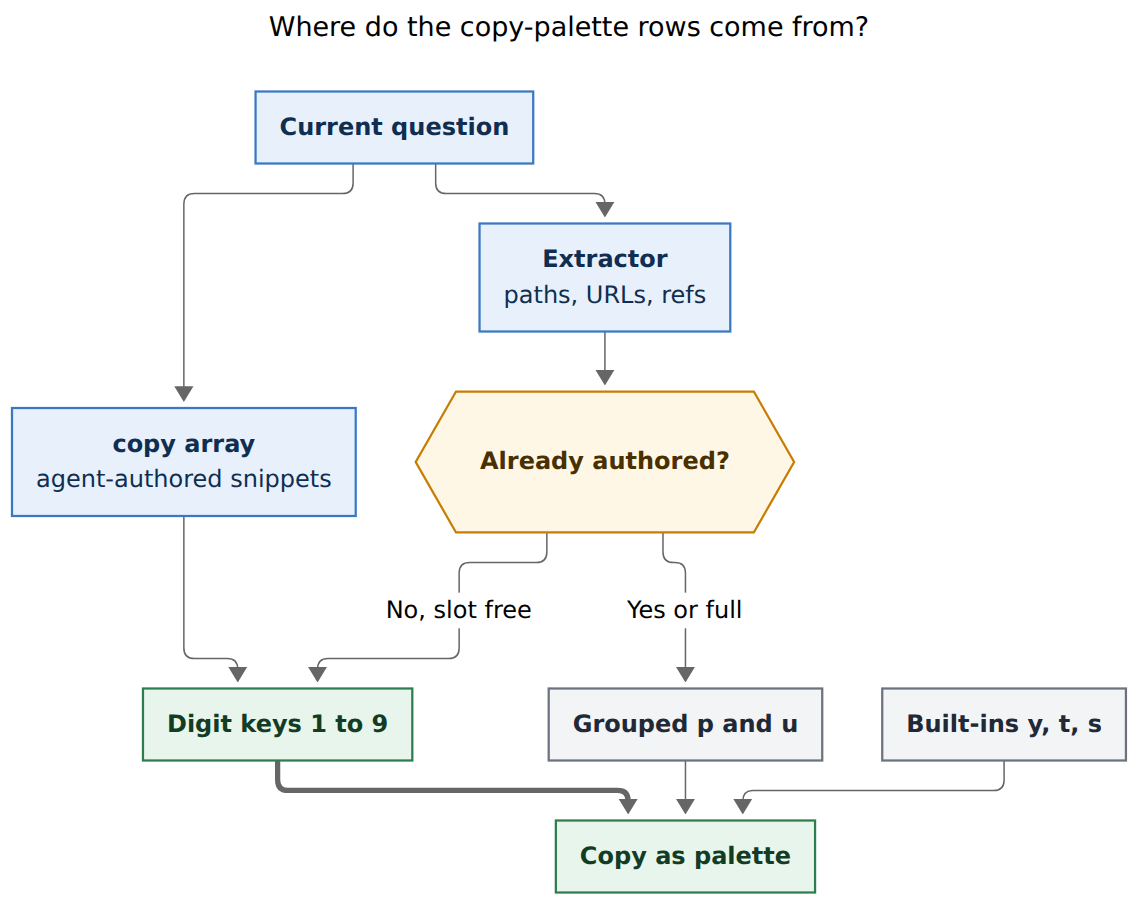 Where do the copy-palette rows come from?
Current question
Extractor
paths, URLs, refs
copy array
agent-authored snippets
Already authored?
No, slot free
Yes or full
Digit keys 1 to 9
Grouped p and u
Built-ins y, t, s
Copy as palette